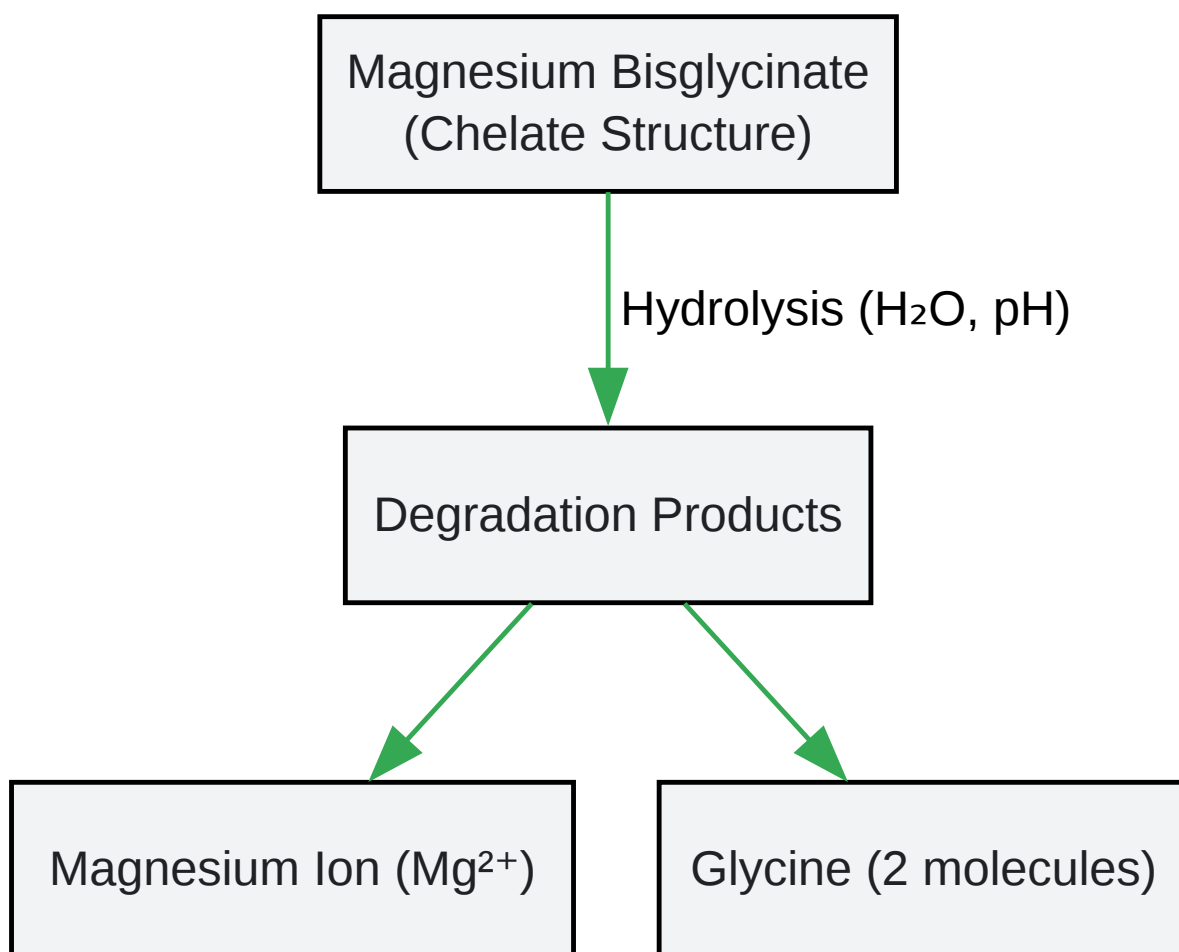 Magnesium Bisglycinate
(Chelate Structure)
Hydrolysis (H₂O, pH)
Degradation Products
Magnesium Ion (Mg²⁺)
Glycine (2 molecules)